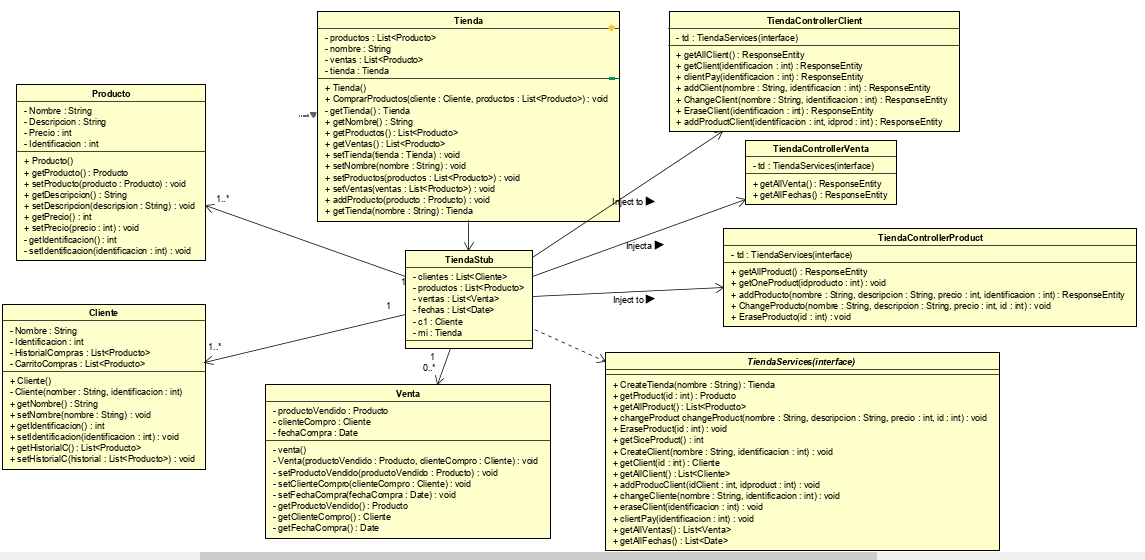 Tienda
- productos : List<Producto>
- nombre : String
- ventas : List<Producto>
- tienda : Tienda
+ Tienda()
+ ComprarProductos(cliente : Cliente, productos : List<Producto>) : void
- getTienda() : Tienda
+ getNombre() : String
+ getProductos() : List<Producto>
+ getVentas() : List<Producto>
+ setTienda(tienda : Tienda) : void
+ setNombre(nombre : String) : void
+ setProductos(productos : List<Producto>) : void
+ setVentas(ventas : List<Producto>) : void
+ addProducto(producto : Producto) : void
+ getTienda(nombre : String) : Tienda
TiendaControllerClient
- td : TiendaServices(interface)
+ getAllClient() : ResponseEntity
+ getClient(identificacion : int) : ResponseEntity
+ clientPay(identificacion : int) : ResponseEntity
+ addClient(nombre : String, identificacion : int) : ResponseEntity
+ ChangeClient(nombre : String, identificacion : int) : ResponseEntity
+ EraseClient(identificacion : int) : ResponseEntity
+ addProductClient(identificacion : int, idprod : int) : ResponseEntity
Producto
- Nombre : String
- Descripcion : String
- Precio : int
- Identificacion : int
+ Producto()
+ getProducto() : Producto
+ setProducto(producto : Producto) : void
+ getDescripcion() : String
+ setDescripcion(descripsion : String) : void
+ getPrecio() : int
+ setPrecio(precio : int) : void
- getIdentificacion() : int
- setIdentificacion(identificacion : int) : void
TiendaControllerVenta
- td : TiendaServices(interface)
+ getAllVenta() : ResponseEntity
+ getAllFechas() : ResponseEntity
1..*
Inject to
Injecta
Inject to
TiendaControllerProduct
- td : TiendaServices(interface)
+ getAllProduct() : ResponseEntity
+ getOneProduct(idproducto : int) : void
+ addProducto(nombre : String, descripcion : String, precio : int, identificacion : int) : ResponseEntity
+ ChangeProducto(nombre : String, descripcion : String, precio : int, id : int) : void
+ EraseProducto(id : int) : void
TiendaStub
- clientes : List<Cliente>
- productos : List<Producto>
- ventas : List<Venta>
- fechas : List<Date>
- c1 : Cliente
- mi : Tienda
1
1
1..*
1
0..*
Cliente
- Nombre : String
- Identificacion : int
- HistorialCompras : List<Producto>
- CarritoCompras : List<Producto>
+ Cliente()
- Cliente(nomber : String, identificacion : int)
+ getNombre() : String
+ setNombre(nombre : String) : void
+ getIdentificacion() : int
+ setIdentificacion(identificacion : int) : void
+ getHistorialC() : List<Producto>
+ setHistorialC(historial : List<Producto>) : void
Venta
- productoVendido : Producto
- clienteCompro : Cliente
- fechaCompra : Date
- venta()
- Venta(productoVendido : Producto, clienteCompro : Cliente) : void
- setProductoVendido(productoVendido : Producto) : void
- setClienteCompro(clienteCompro : Cliente) : void
- setFechaCompra(fechaCompra : Date) : void
- getProductoVendido() : Producto
- getClienteCompro() : Cliente
- getFechaCompra() : Date
TiendaServices(interface)
+ CreateTienda(nombre : String) : Tienda
+ getProduct(id : int) : Producto
+ getAllProduct() : List<Producto>
+ changeProduct changeProduct(nombre : String, descripcion : String, precio : int, id : int) : void
+ EraseProduct(id : int) : void
+ getSiceProduct() : int
+ CreateClient(nombre : String, identificacion : int) : void
+ getClient(id : int) : Cliente
+ getAllClient() : List<Cliente>
+ addProducClient(idClient : int, idproduct : int) : void
+ changeCliente(nombre : String, identificacion : int) : void
+ eraseClient(identificacion : int) : void
+ clientPay(identificacion : int) : void
+ getAllVentas() : List<Venta>
+ getAllFechas() : List<Date>